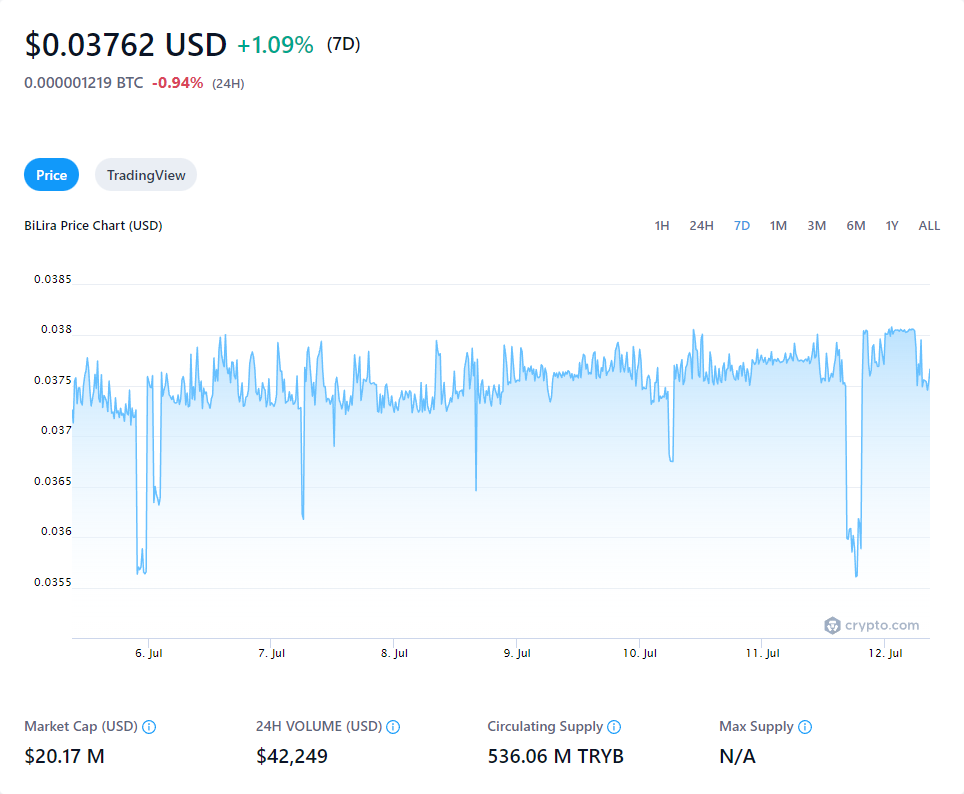 $0.03762 USD +1.09% (7D)
0.000001219 BTC -0.94% (24H)
Price TradingView
BiLira Price Chart (USD) 1H 24H 7D 1M 3M 6M 1Y ALL
0.0385
0.038
0.0375
0.037
0.0365
0.036
0.0355
crypto.com
6. Jul 7. Jul 8. Jul 9. Jul 10. Jul 11. Jul 12. Jul
Market Cap (USD) 24H VOLUME (USD) Circulating Supply Max Supply
$20.17 M $42,249 536.06 M TRYB N/A